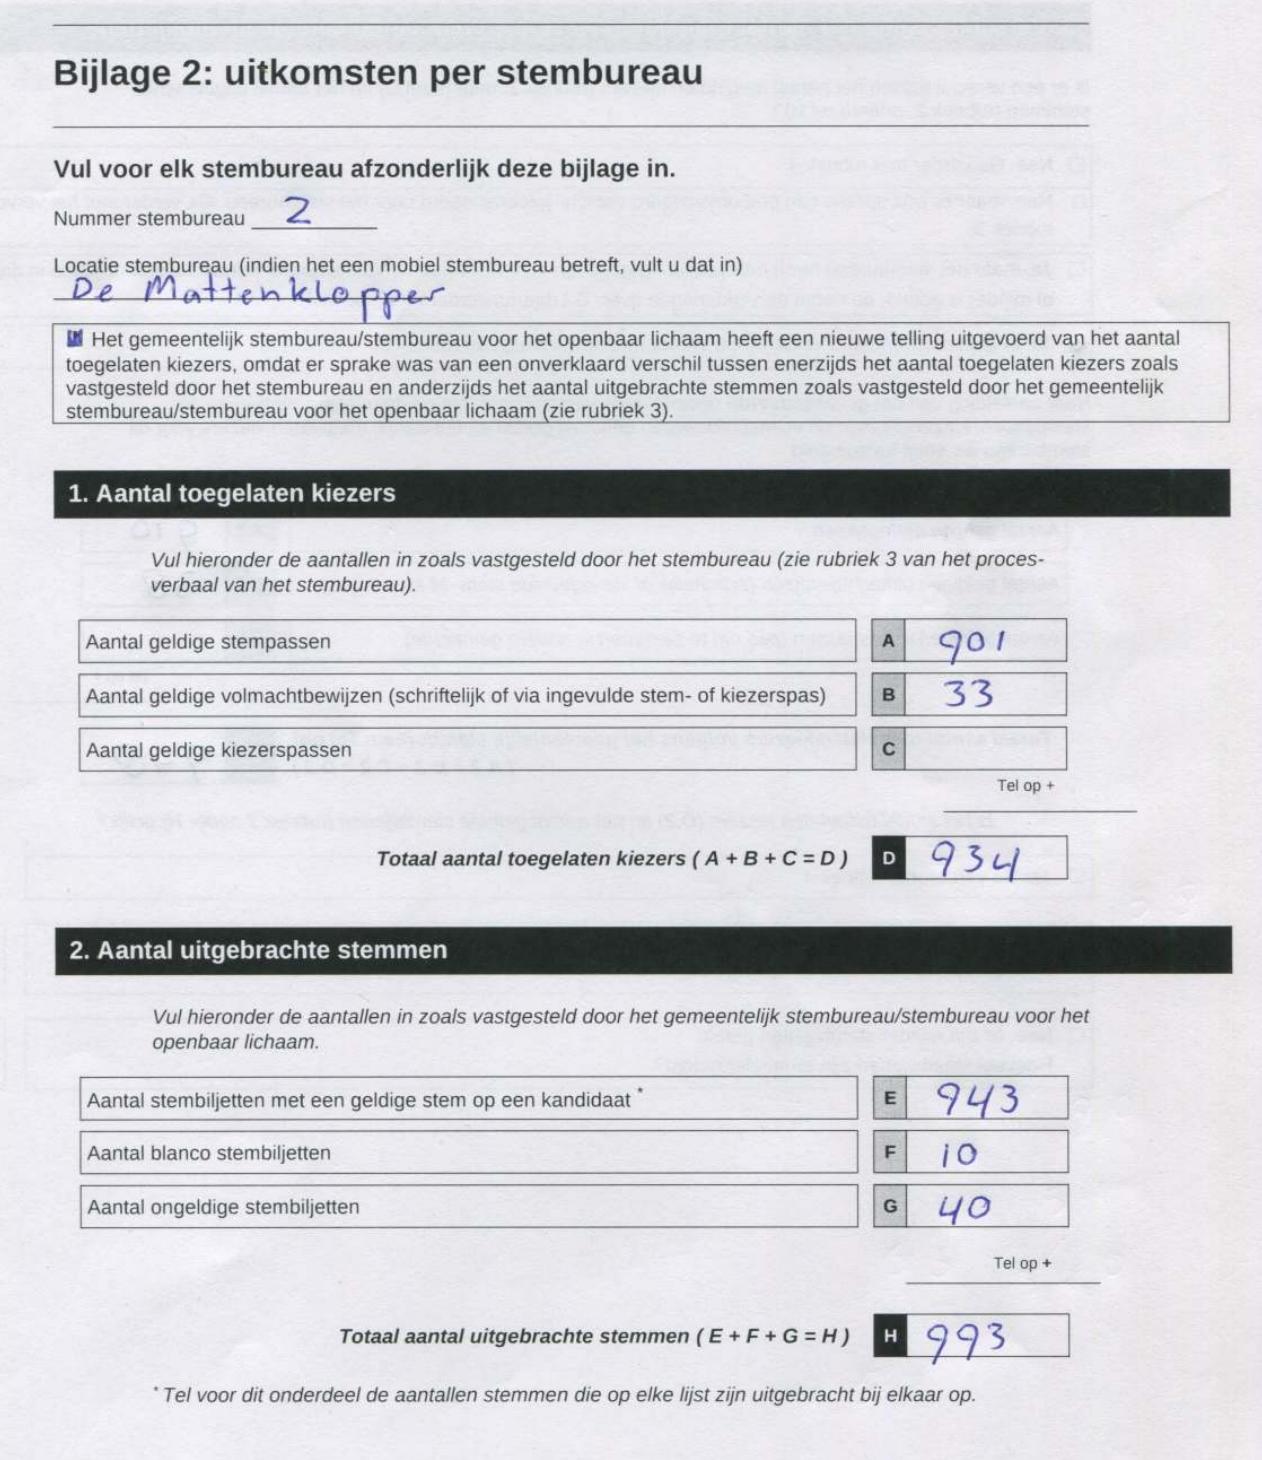 Bijlage 2: uitkomsten per stembureau
Vul voor elk stembureau afzonderlijk deze bijlage in.
Nummer stembureau 2
Locatie stembureau (indien het een mobiel stembureau betreft, vult u dat in)
De Mattenklopper
Het gemeentelijk stembureau/stembureau voor het openbaar lichaam heeft een nieuwe telling uitgevoerd van het aantal
toegelaten kiezers, omdat er sprake was van een onverklaard verschil tussen enerzijds het aantal toegelaten kiezers zoals
vastgesteld door het stembureau en anderzijds het aantal uitgebrachte stemmen zoals vastgesteld door het gemeentelijk
stembureau/stembureau voor het openbaar lichaam (zie rubriek 3).
1. Aantal toegelaten kiezers
Vul hieronder de aantallen in zoals vastgesteld door het stembureau (zie rubriek 3 van het proces-
verbaal van het stembureau).
Aantal geldige stempassen A 901
Aantal geldige volmachtbewijzen (schriftelijk of via ingevulde stem- of kiezerspas) B 33
Aantal geldige kiezerspassen C
Tel op +
Totaal aantal toegelaten kiezers ( A + B + C = D ) D 934
2. Aantal uitgebrachte stemmen
Vul hieronder de aantallen in zoals vastgesteld door het gemeentelijk stembureau/stembureau voor het
openbaar lichaam.
Aantal stembiljetten met een geldige stem op een kandidaat * E 943
Aantal blanco stembiljetten F 10
Aantal ongeldige stembiljetten G 40
Tel op +
Totaal aantal uitgebrachte stemmen ( E + F + G = H ) H 993
* Tel voor dit onderdeel de aantallen stemmen die op elke lijst zijn uitgebracht bij elkaar op.